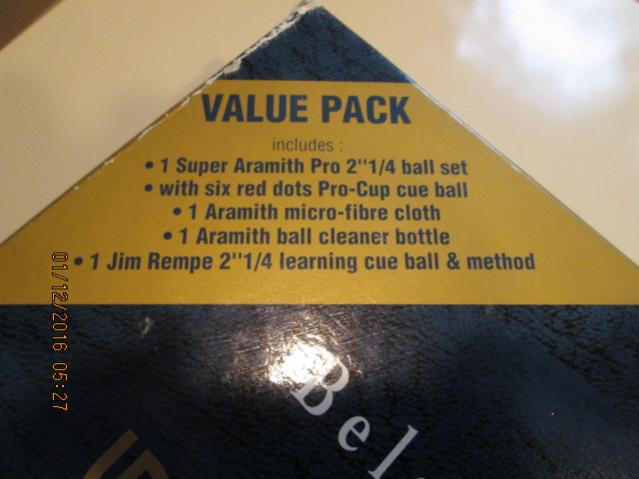 VALUE PACK
includes :
• 1 Super Aramith Pro 2"1/4 ball set
• with six red dots Pro-Cup cue ball
• 1 Aramith micro-fibre cloth
• 1 Aramith ball cleaner bottle
• 1 Jim Rempe 2"1/4 learning cue ball & method
01/12/2016 05:27
Bel